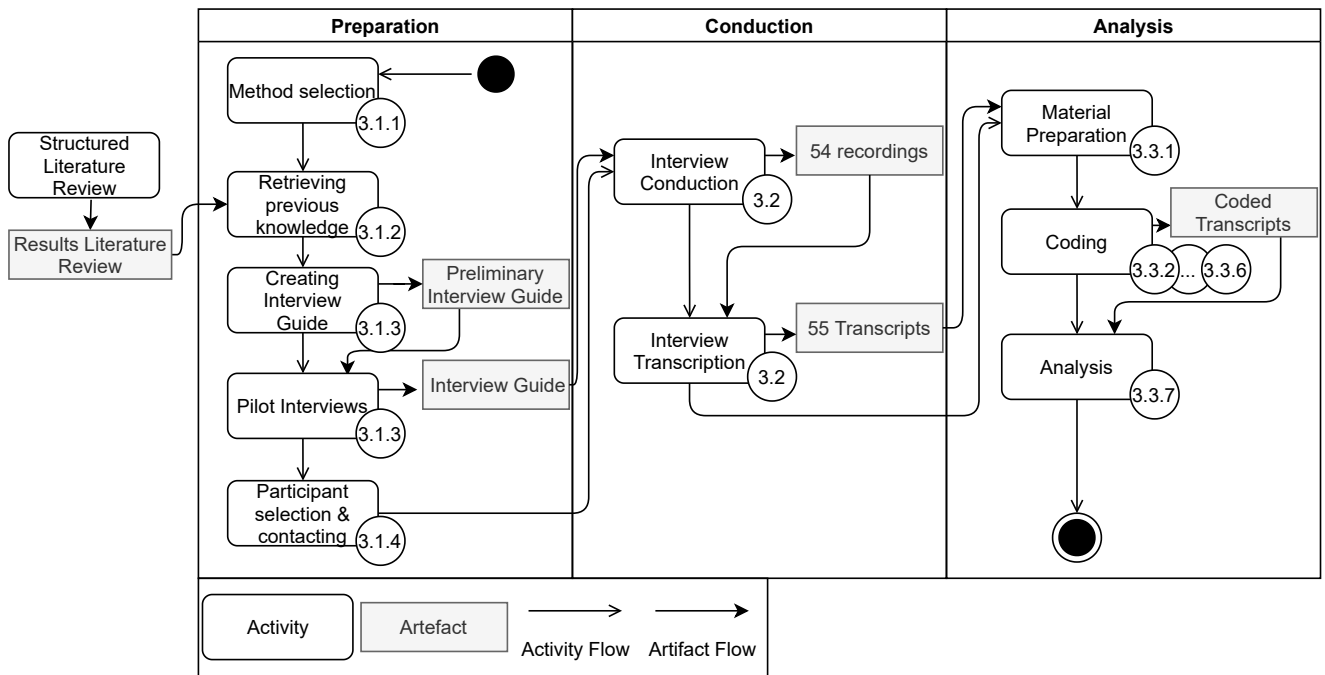 Preparation
Conduction
Analysis
Method selection
3.1.1
Structured
Literature
Review
Results Literature
Review
Retrieving
previous
knowledge
3.1.2
Creating
Interview
Guide
3.1.3
Preliminary
Interview Guide
Pilot Interviews
3.1.3
Interview Guide
Participant
selection &
contacting
3.1.4
Interview
Conduction
3.2
54 recordings
Interview
Transcription
3.2
55 Transcripts
Material
Preparation
3.3.1
Coding
3.3.2
...
3.3.6
Coded
Transcripts
Analysis
3.3.7
Activity
Artefact
Activity Flow
Artifact Flow